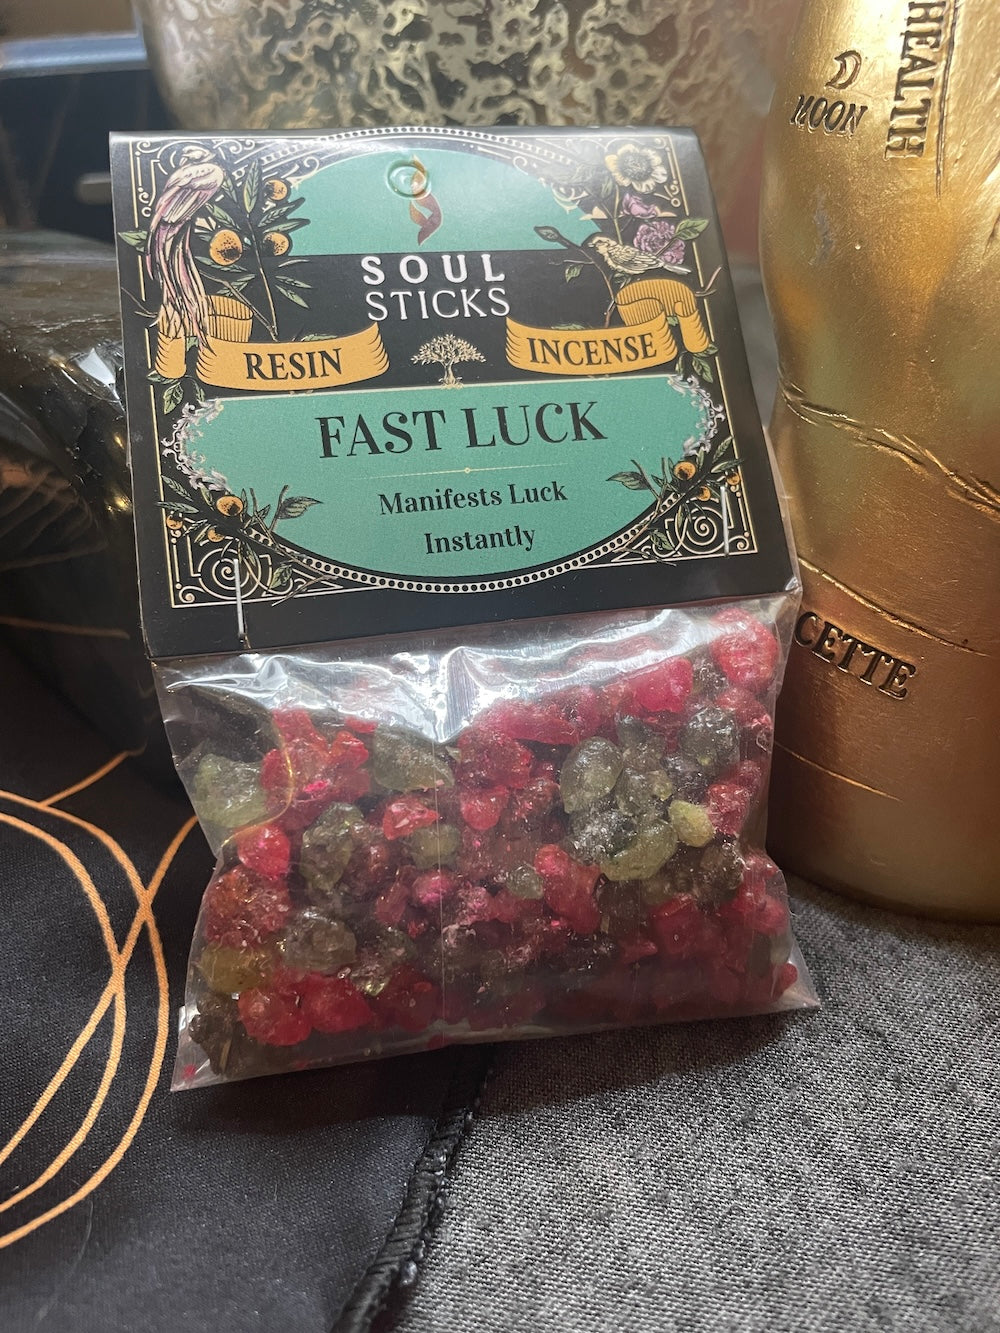 SOUL
STICKS
RESIN
INCENSE
FAST LUCK
Manifests Luck
Instantly
MOON
HEALTH
CETTE